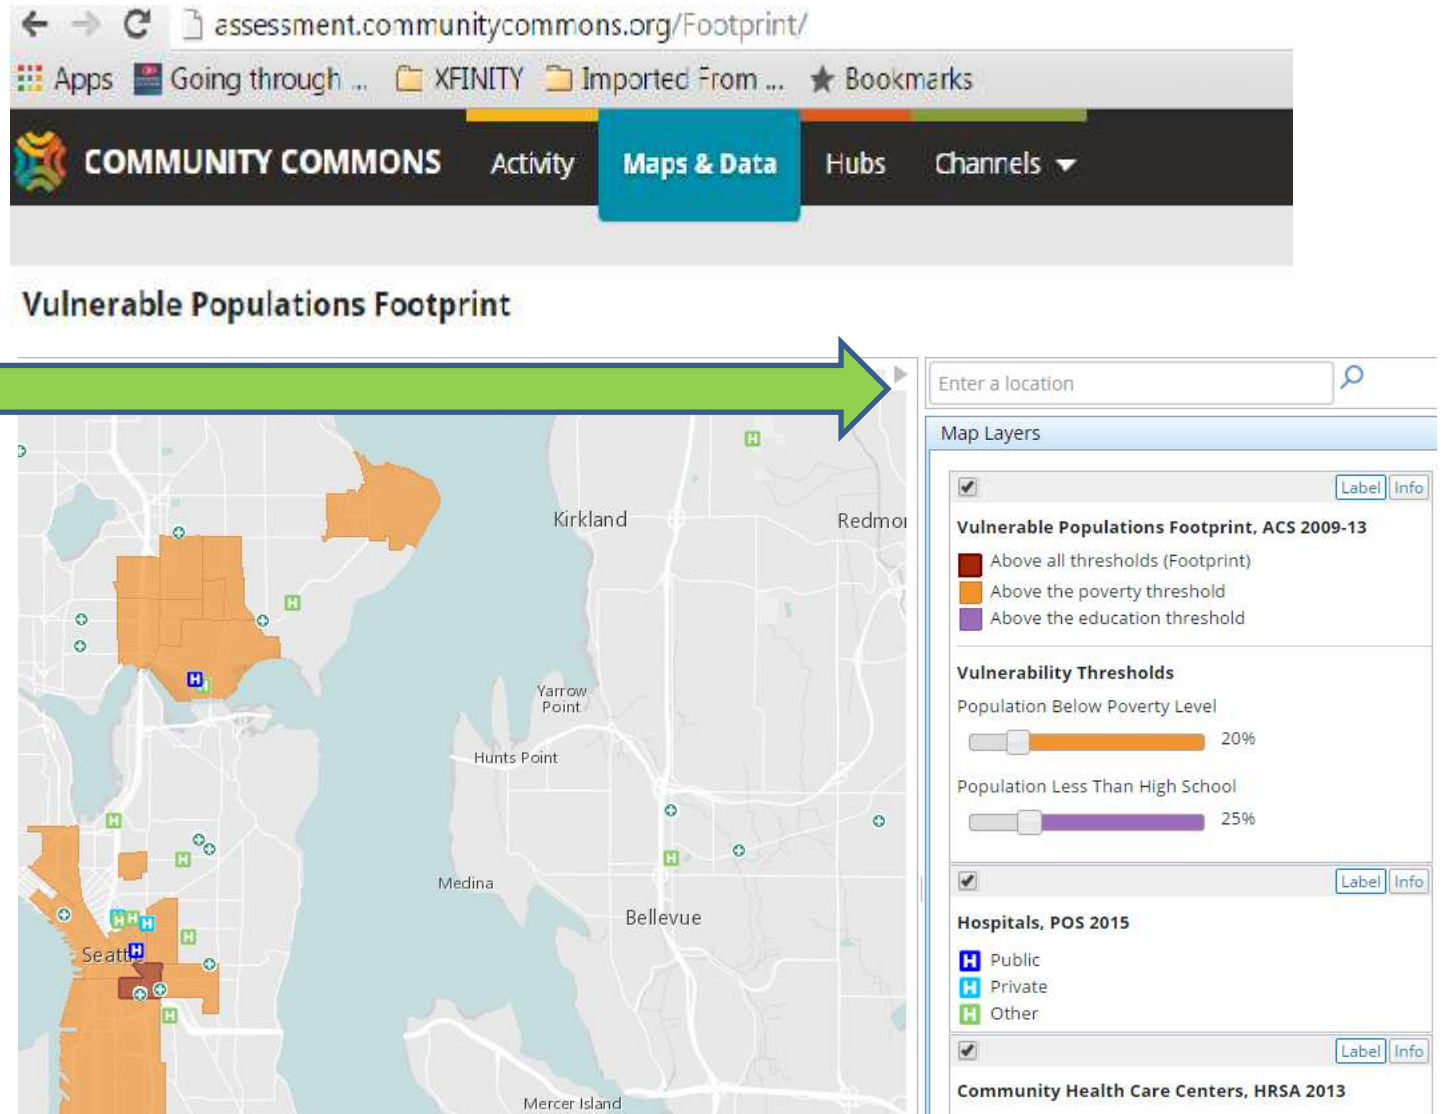 assessment.communitycommons.org/Footprint/
Apps Going through ... XFINITY Imported From ... Bookmarks
COMMUNITY COMMONS Activity Maps & Data Hubs Channels
Vulnerable Populations Footprint
Enter a location
Map Layers
Label Info
Vulnerable Populations Footprint, ACS 2009-13
Above all thresholds (Footprint)
Above the poverty threshold
Above the education threshold
Vulnerability Thresholds
Population Below Poverty Level
20%
Population Less Than High School
25%
Label Info
Hospitals, POS 2015
H Public
H Private
H Other
Label Info
Community Health Care Centers, HRSA 2013
Kirkland
Redmo
Yarrow
Point
Hunts Point
Medina
Bellevue
Seatt
Mercer Island